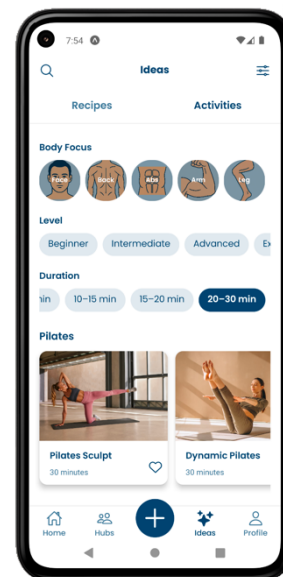 7:54
Ideas
Recipes Activities
Body Focus
Face Back Abs Arm Leg
Level
Beginner Intermediate Advanced Ex
Duration
in 10–15 min 15–20 min 20–30 min
Pilates
Pilates Sculpt Dynamic Pilates
30 minutes 30 minutes
Home Hubs Ideas Profile